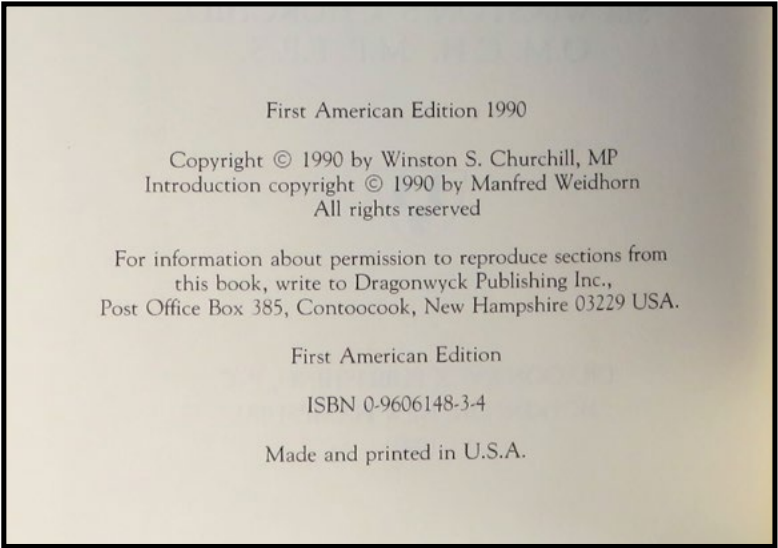 First American Edition 1990
Copyright © 1990 by Winston S. Churchill, MP
Introduction copyright © 1990 by Manfred Weidhorn
All rights reserved
For information about permission to reproduce sections from
this book, write to Dragonwyck Publishing Inc.,
Post Office Box 385, Contoocook, New Hampshire 03229 USA.
First American Edition
ISBN 0-9606148-3-4
Made and printed in U.S.A.